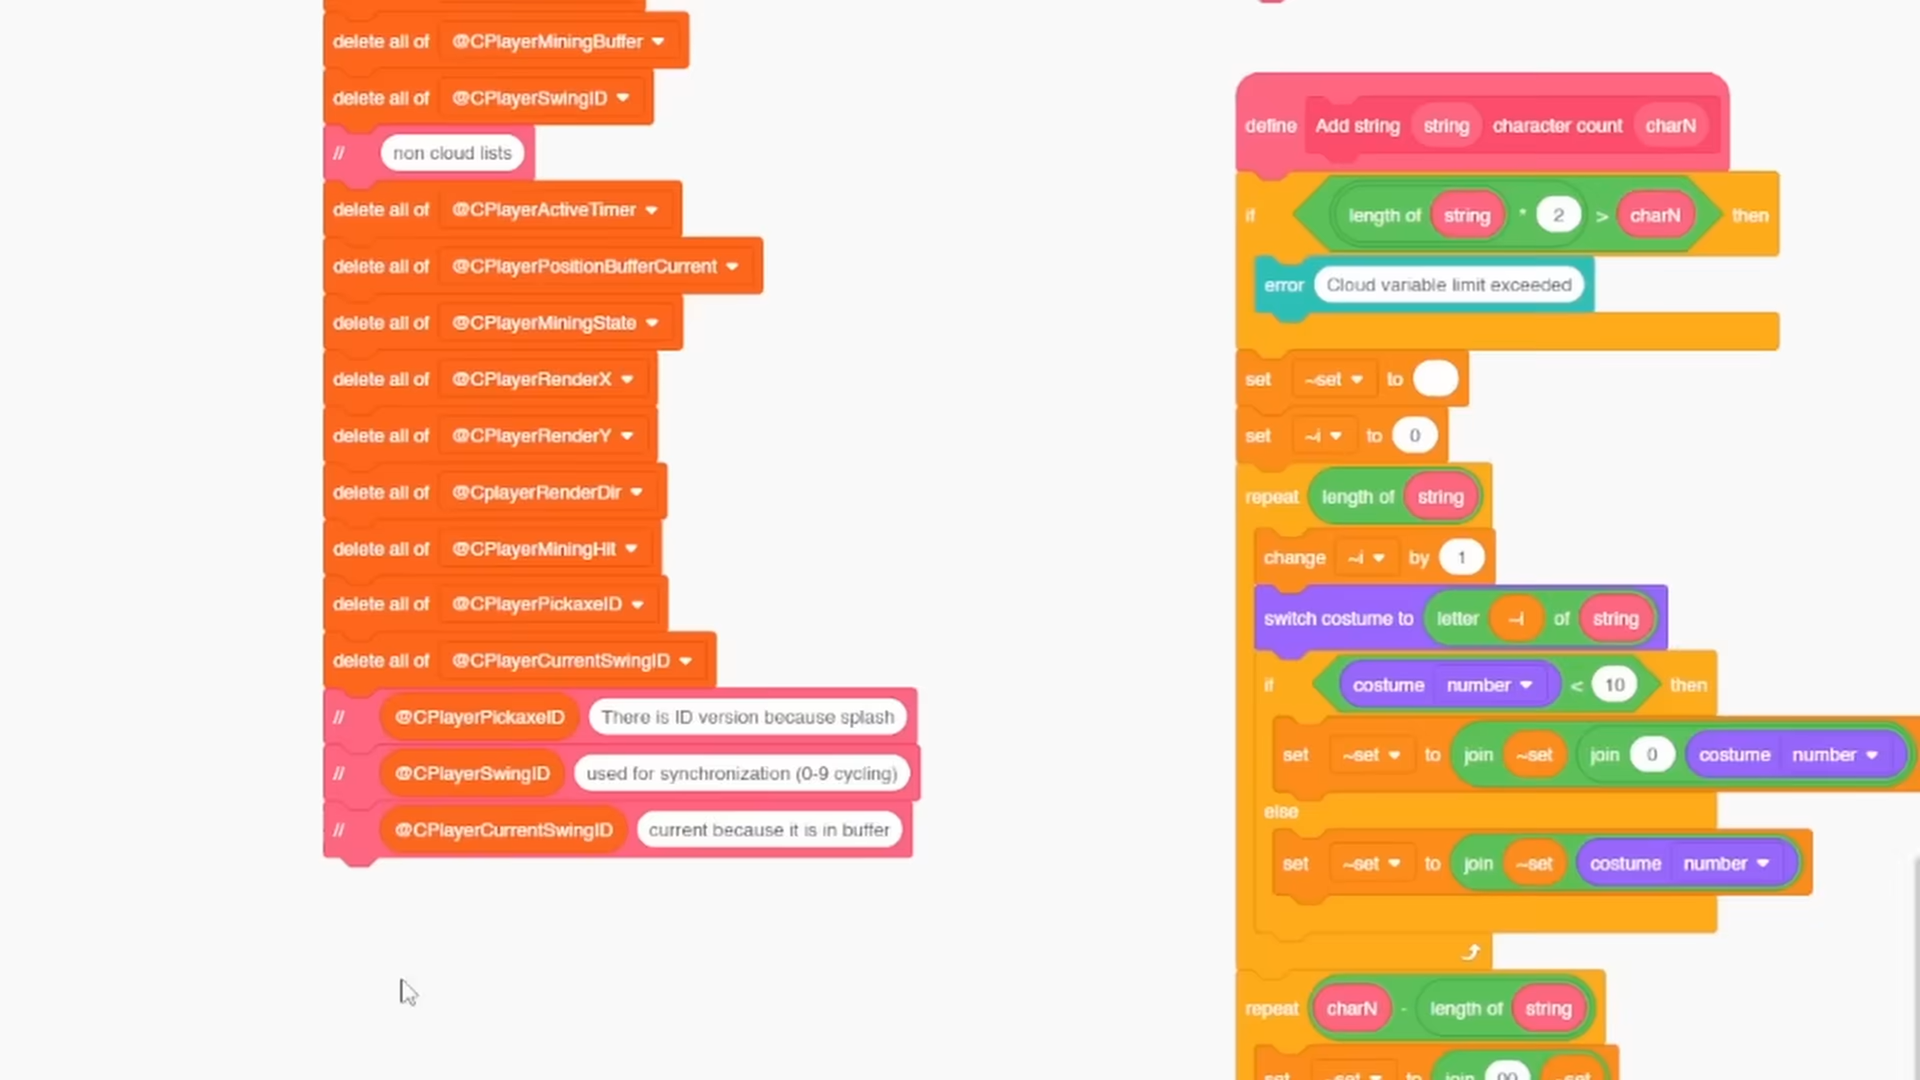 delete all of @CPlayerMiningBuffer
delete all of @CPlayerSwingID
// non cloud lists
delete all of @CPlayerActiveTimer
delete all of @CPlayerPositionBufferCurrent
delete all of @CPlayerMiningState
delete all of @CPlayerRenderX
delete all of @CPlayerRenderY
delete all of @CplayerRenderDir
delete all of @CPlayerMiningHit
delete all of @CPlayerPickaxeID
delete all of @CPlayerCurrentSwingID
// @CPlayerPickaxeID There is ID version because splash
// @CPlayerSwingID used for synchronization (0-9 cycling)
// @CPlayerCurrentSwingID current because it is in buffer
define Add string string character count charN
if length of string * 2 > charN then
error Cloud variable limit exceeded
set ~set to
set ~i to 0
repeat length of string
change ~i by 1
switch costume to letter ~i of string
if costume number < 10 then
set ~set to join ~set join 0 costume number
else
set ~set to join ~set costume number
repeat charN - length of string
set ~set to join 00 ~set